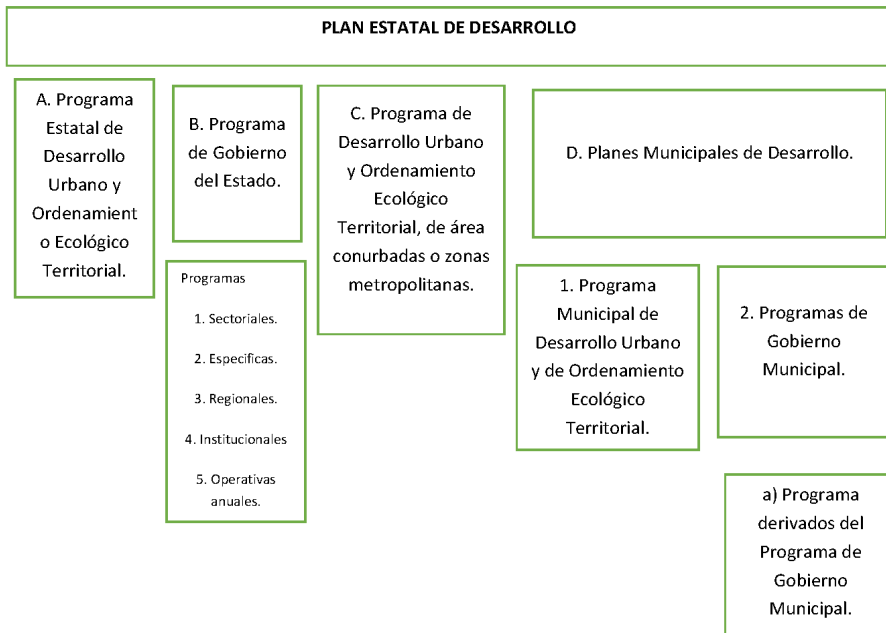 PLAN ESTATAL DE DESARROLLO
A. Programa
Estatal de
Desarrollo
Urbano y
Ordenamient
o Ecológico
Territorial.
B. Programa
de Gobierno
del Estado.
Programas
1. Sectoriales.
2. Especificas.
3. Regionales.
4. Institucionales
5. Operativas
anuales.
C. Programa de
Desarrollo Urbano
y Ordenamiento
Ecológico
Territorial, de área
conurbadas o zonas
metropolitanas.
D. Planes Municipales de Desarrollo.
1. Programa
Municipal de
Desarrollo Urbano
y de Ordenamiento
Ecológico
Territorial.
2. Programas de
Gobierno
Municipal.
a) Programa
derivados del
Programa de
Gobierno
Municipal.